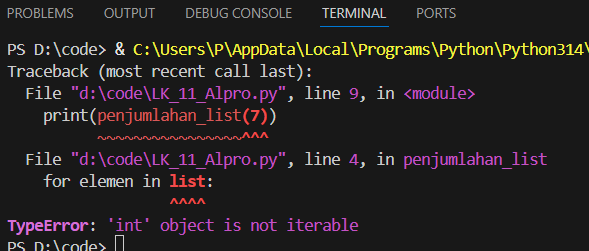 PROBLEMS OUTPUT DEBUG CONSOLE TERMINAL PORTS
PS D:\code> & C:\Users\P\AppData\Local\Programs\Python\Python314\
Traceback (most recent call last):
  File "d:\code\LK_11_Alpro.py", line 9, in <module>
    print(penjumlahan_list(7))
          ~~~~~~~~~~~~~~~~^^^
  File "d:\code\LK_11_Alpro.py", line 4, in penjumlahan_list
    for elemen in list:
                  ^^^^
TypeError: 'int' object is not iterable
PS D:\code>